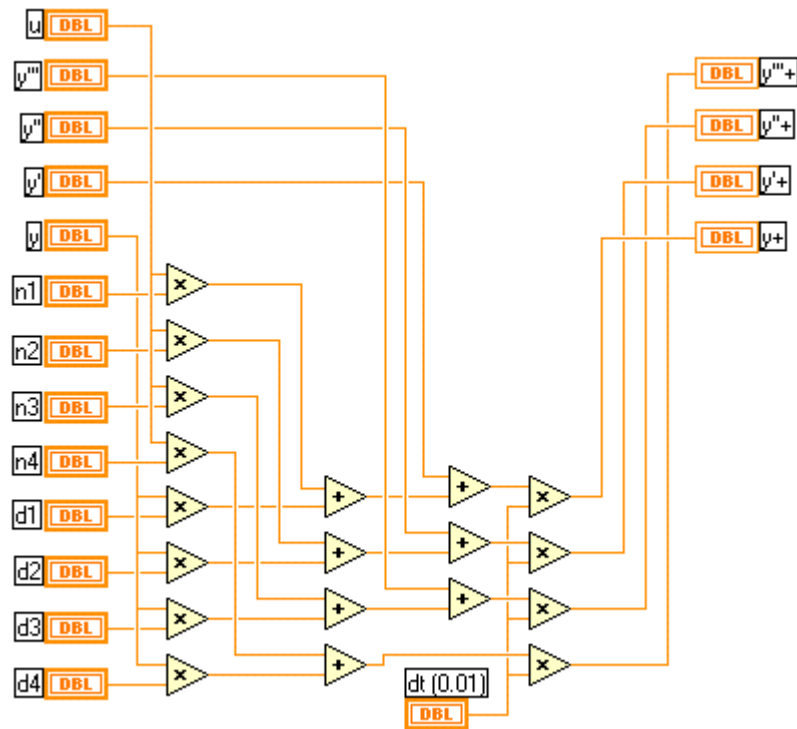 u DBL
y''' DBL
y'' DBL
y' DBL
y DBL
n1 DBL
n2 DBL
n3 DBL
n4 DBL
d1 DBL
d2 DBL
d3 DBL
d4 DBL
×
×
×
×
×
×
×
×
+
+
+
+
+
+
+
×
×
×
×
dt (0.01)
DBL
DBL y'''+
DBL y''+
DBL y'+
DBL y+